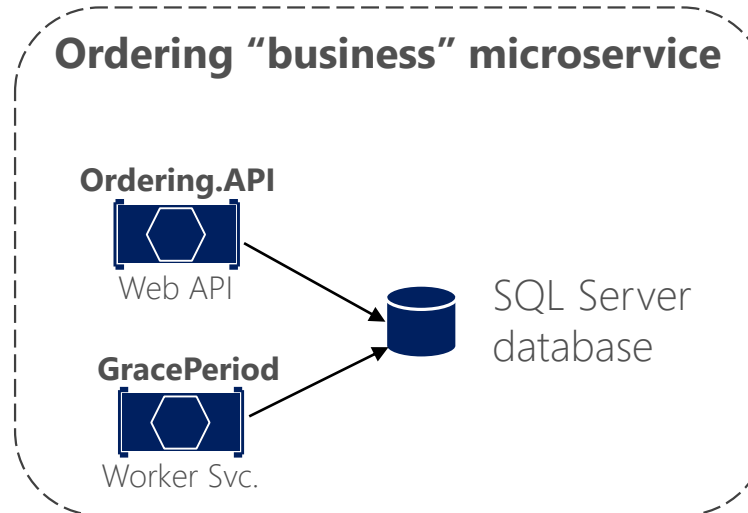 Ordering “business” microservice
Ordering.API
Web API
SQL Server
database
GracePeriod
Worker Svc.